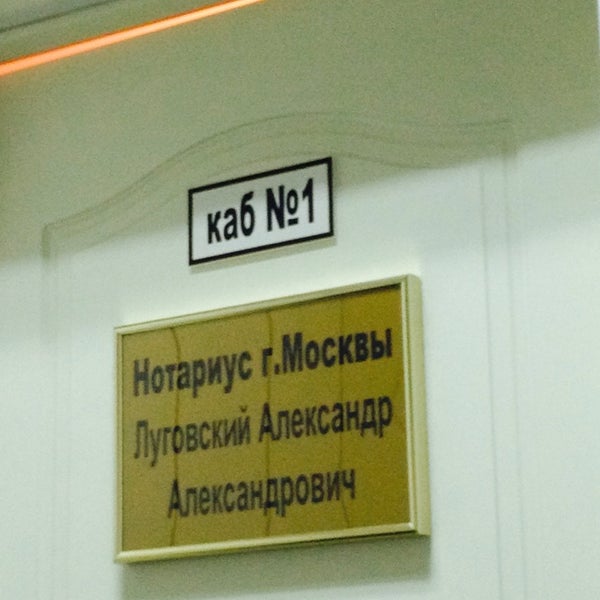 каб №1
Нотариус г.Москвы
Луговский Александр
Александрович